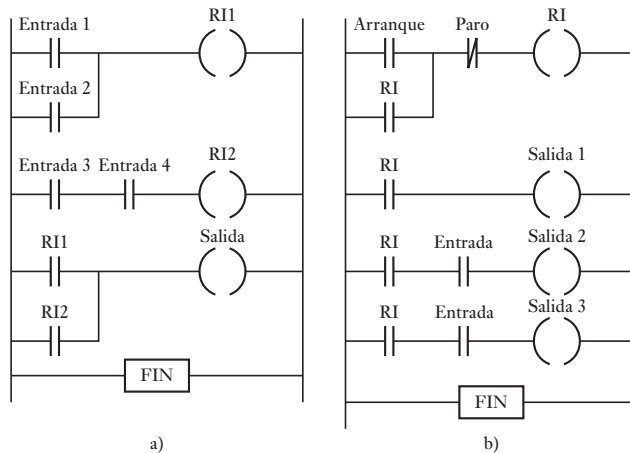 Entrada 1
RI1
Entrada 2
Entrada 3 Entrada 4 RI2
RI1 Salida
RI2
FIN
a)
Arranque Paro RI
RI
RI Salida 1
RI Entrada Salida 2
RI Entrada Salida 3
FIN
b)